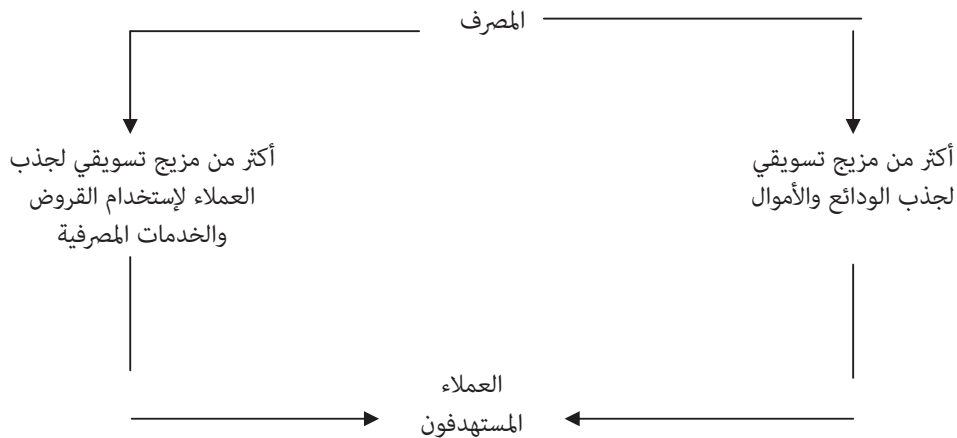 المصرف
أكثر من مزيج تسويقي
لجذب الودائع والأموال
أكثر من مزيج تسويقي لجذب
العملاء لإستخدام القروض
والخدمات المصرفية
العملاء
المستهدفون